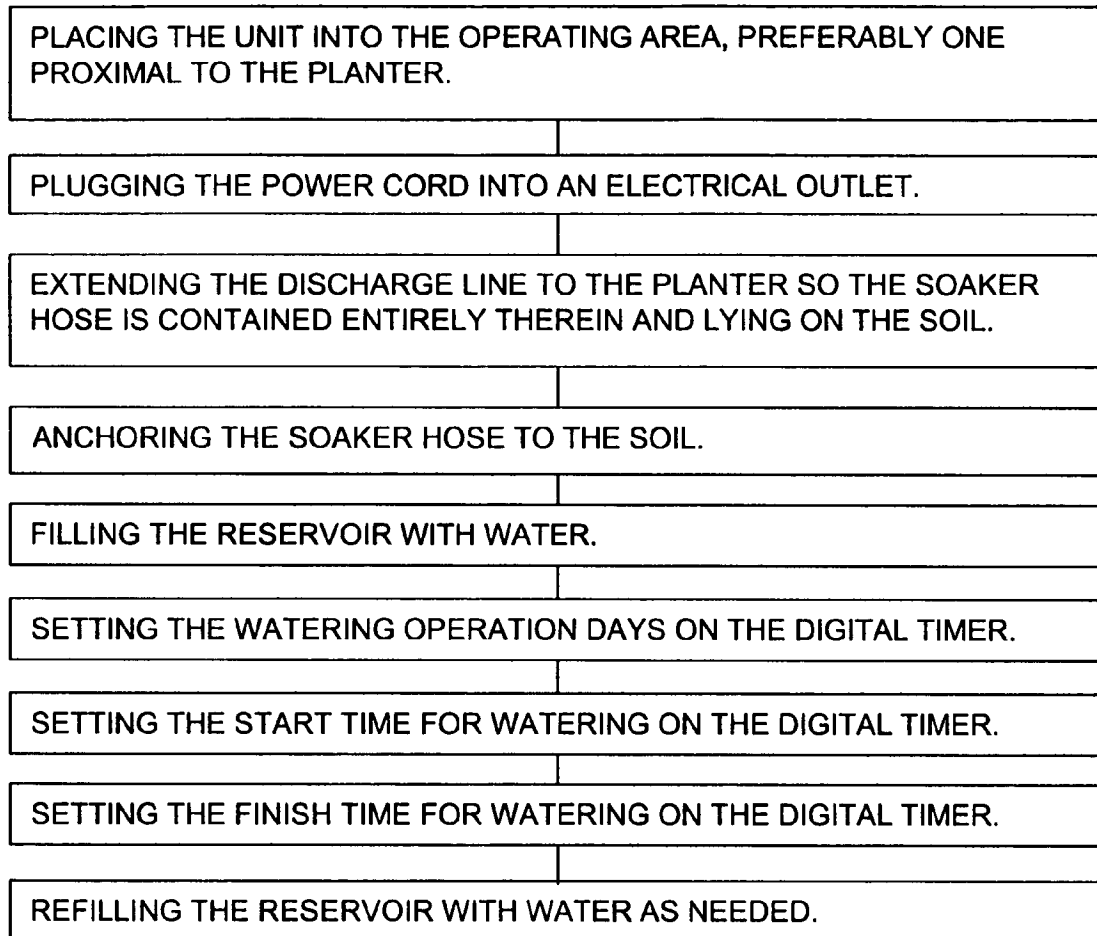 PLACING THE UNIT INTO THE OPERATING AREA, PREFERABLY ONE
PROXIMAL TO THE PLANTER.
PLUGGING THE POWER CORD INTO AN ELECTRICAL OUTLET.
EXTENDING THE DISCHARGE LINE TO THE PLANTER SO THE SOAKER
HOSE IS CONTAINED ENTIRELY THEREIN AND LYING ON THE SOIL.
ANCHORING THE SOAKER HOSE TO THE SOIL.
FILLING THE RESERVOIR WITH WATER.
SETTING THE WATERING OPERATION DAYS ON THE DIGITAL TIMER.
SETTING THE START TIME FOR WATERING ON THE DIGITAL TIMER.
SETTING THE FINISH TIME FOR WATERING ON THE DIGITAL TIMER.
REFILLING THE RESERVOIR WITH WATER AS NEEDED.